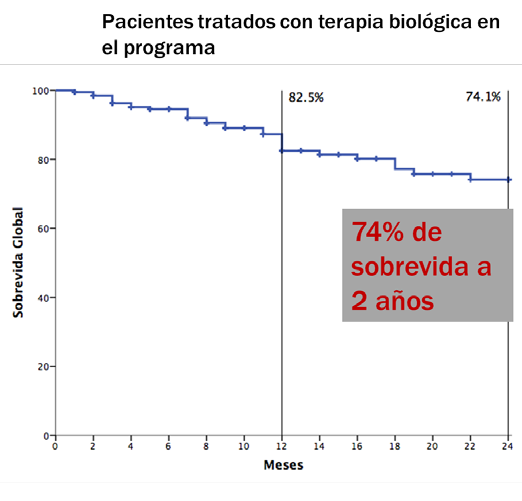 Pacientes tratados con terapia biológica en
el programa
82.5%
74.1%
100
80
60
40
20
0
Sobrevida Global
74% de
sobrevida a
2 años
0 2 4 6 8 10 12 14 16 18 20 22 24
Meses